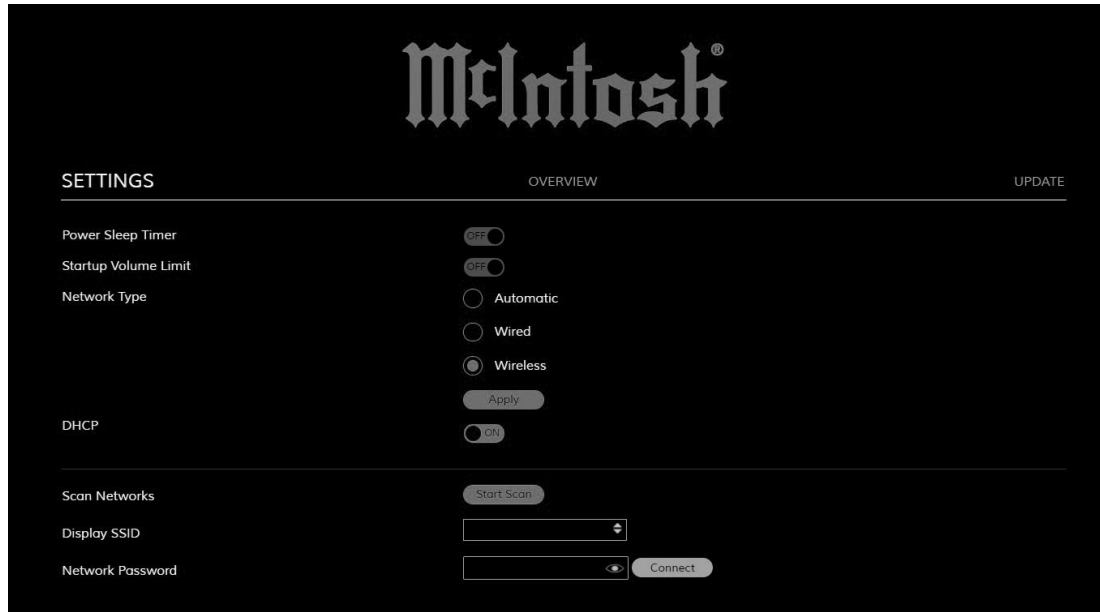 McIntosh®
SETTINGS OVERVIEW UPDATE
Power Sleep Timer OFF
Startup Volume Limit OFF
Network Type Automatic
Wired
Wireless
Apply
DHCP ON
Scan Networks Start Scan
Display SSID
Network Password Connect